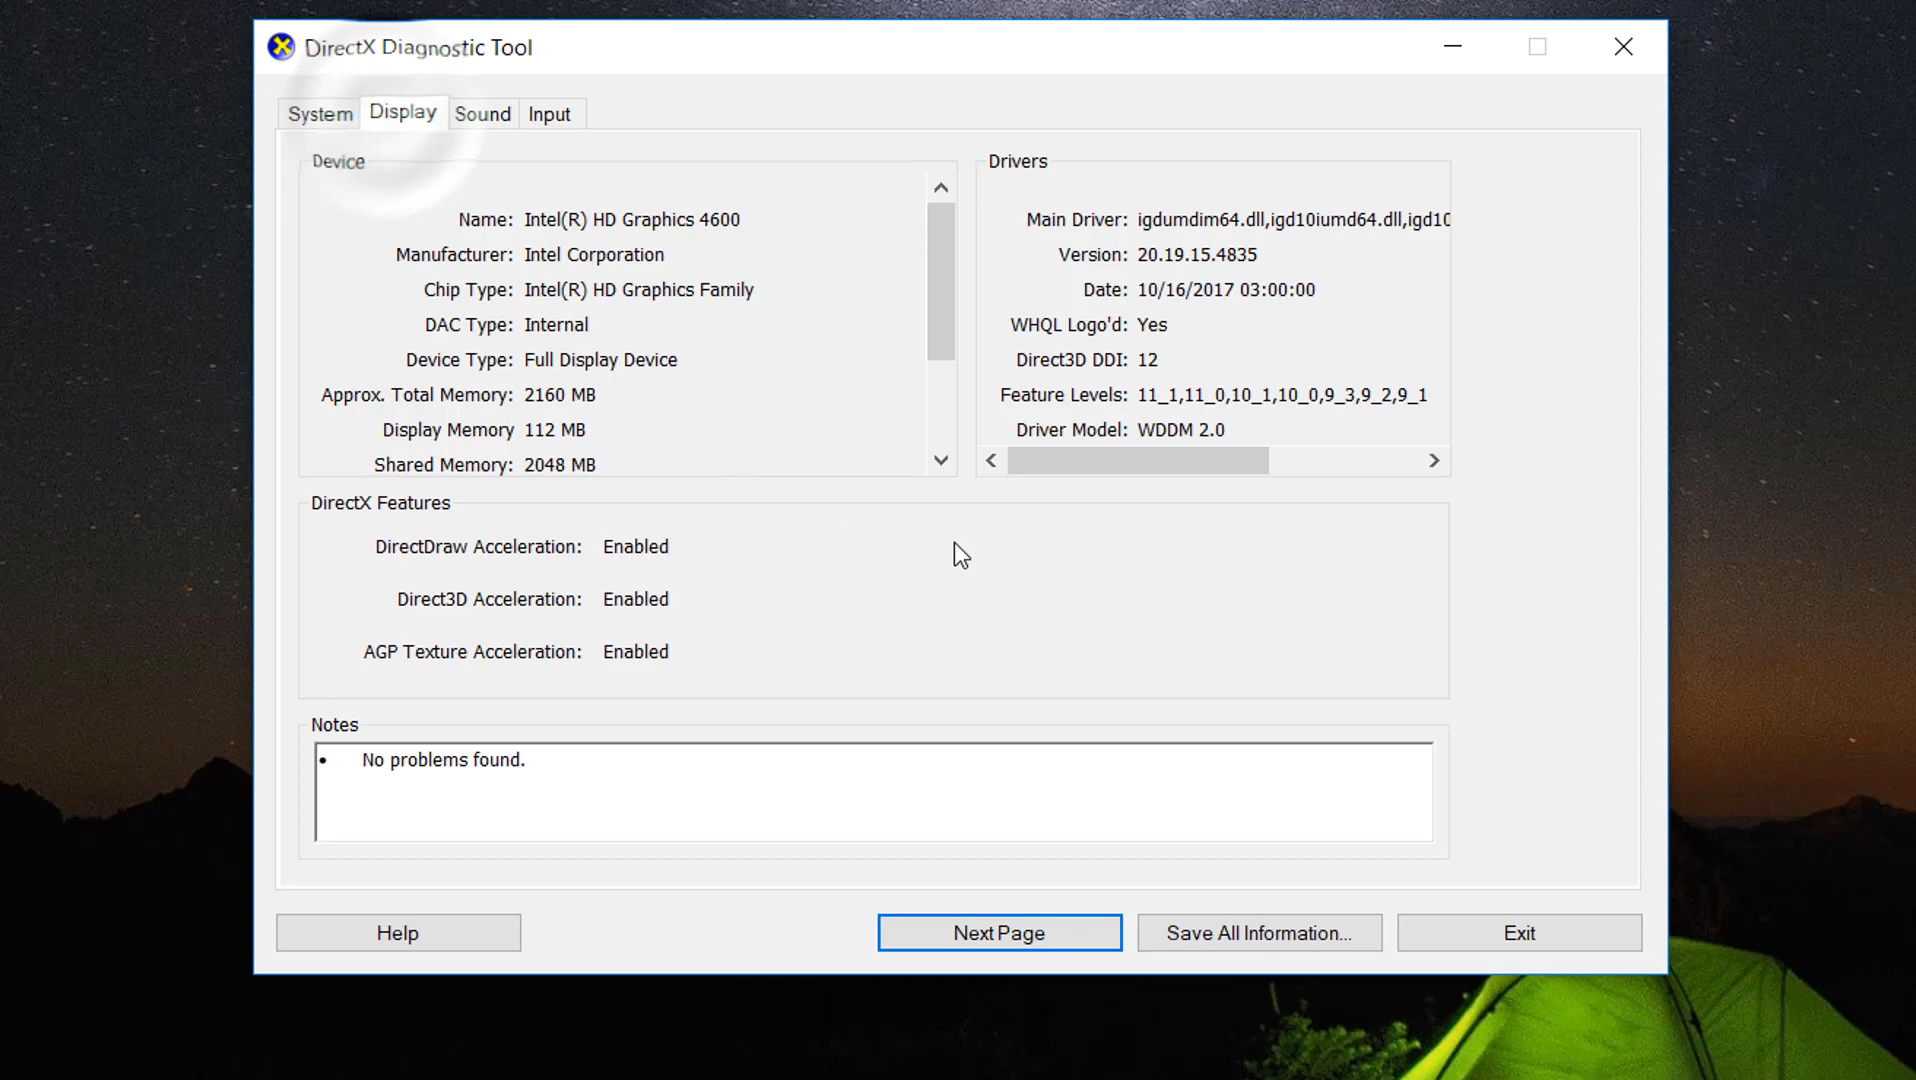 DirectX Diagnostic Tool
System Display Sound Input
Device
Name: Intel(R) HD Graphics 4600
Manufacturer: Intel Corporation
Chip Type: Intel(R) HD Graphics Family
DAC Type: Internal
Device Type: Full Display Device
Approx. Total Memory: 2160 MB
Display Memory 112 MB
Shared Memory: 2048 MB
Drivers
Main Driver: igdumdim64.dll,igd10iumd64.dll,igd10
Version: 20.19.15.4835
Date: 10/16/2017 03:00:00
WHQL Logo'd: Yes
Direct3D DDI: 12
Feature Levels: 11_1,11_0,10_1,10_0,9_3,9_2,9_1
Driver Model: WDDM 2.0
DirectX Features
DirectDraw Acceleration: Enabled
Direct3D Acceleration: Enabled
AGP Texture Acceleration: Enabled
Notes
• No problems found.
Help Next Page Save All Information... Exit